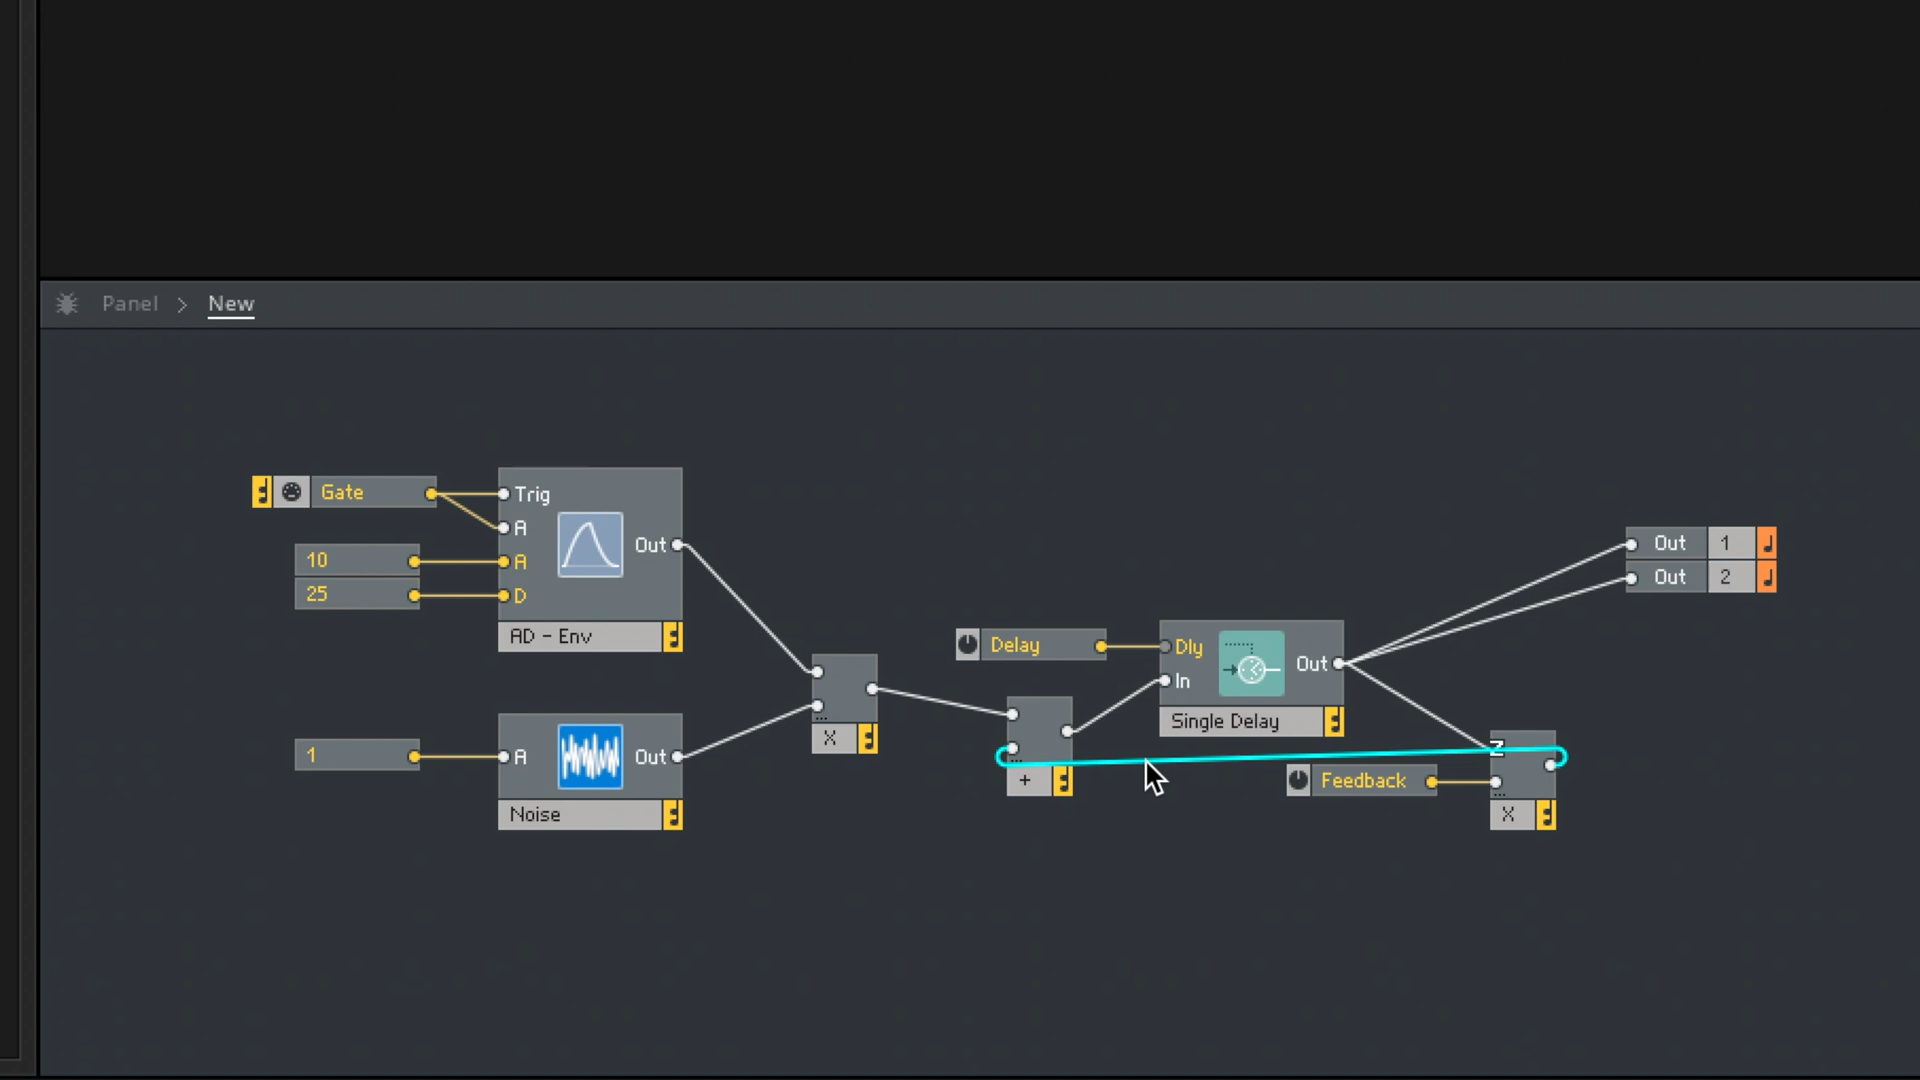 Panel > New
Gate
Trig
A
10
A
Out
25
D
AD - Env
1
A
Out
Noise
X
Delay
Dly
In
Out
Single Delay
+
Feedback
Z
X
Out 1
Out 2